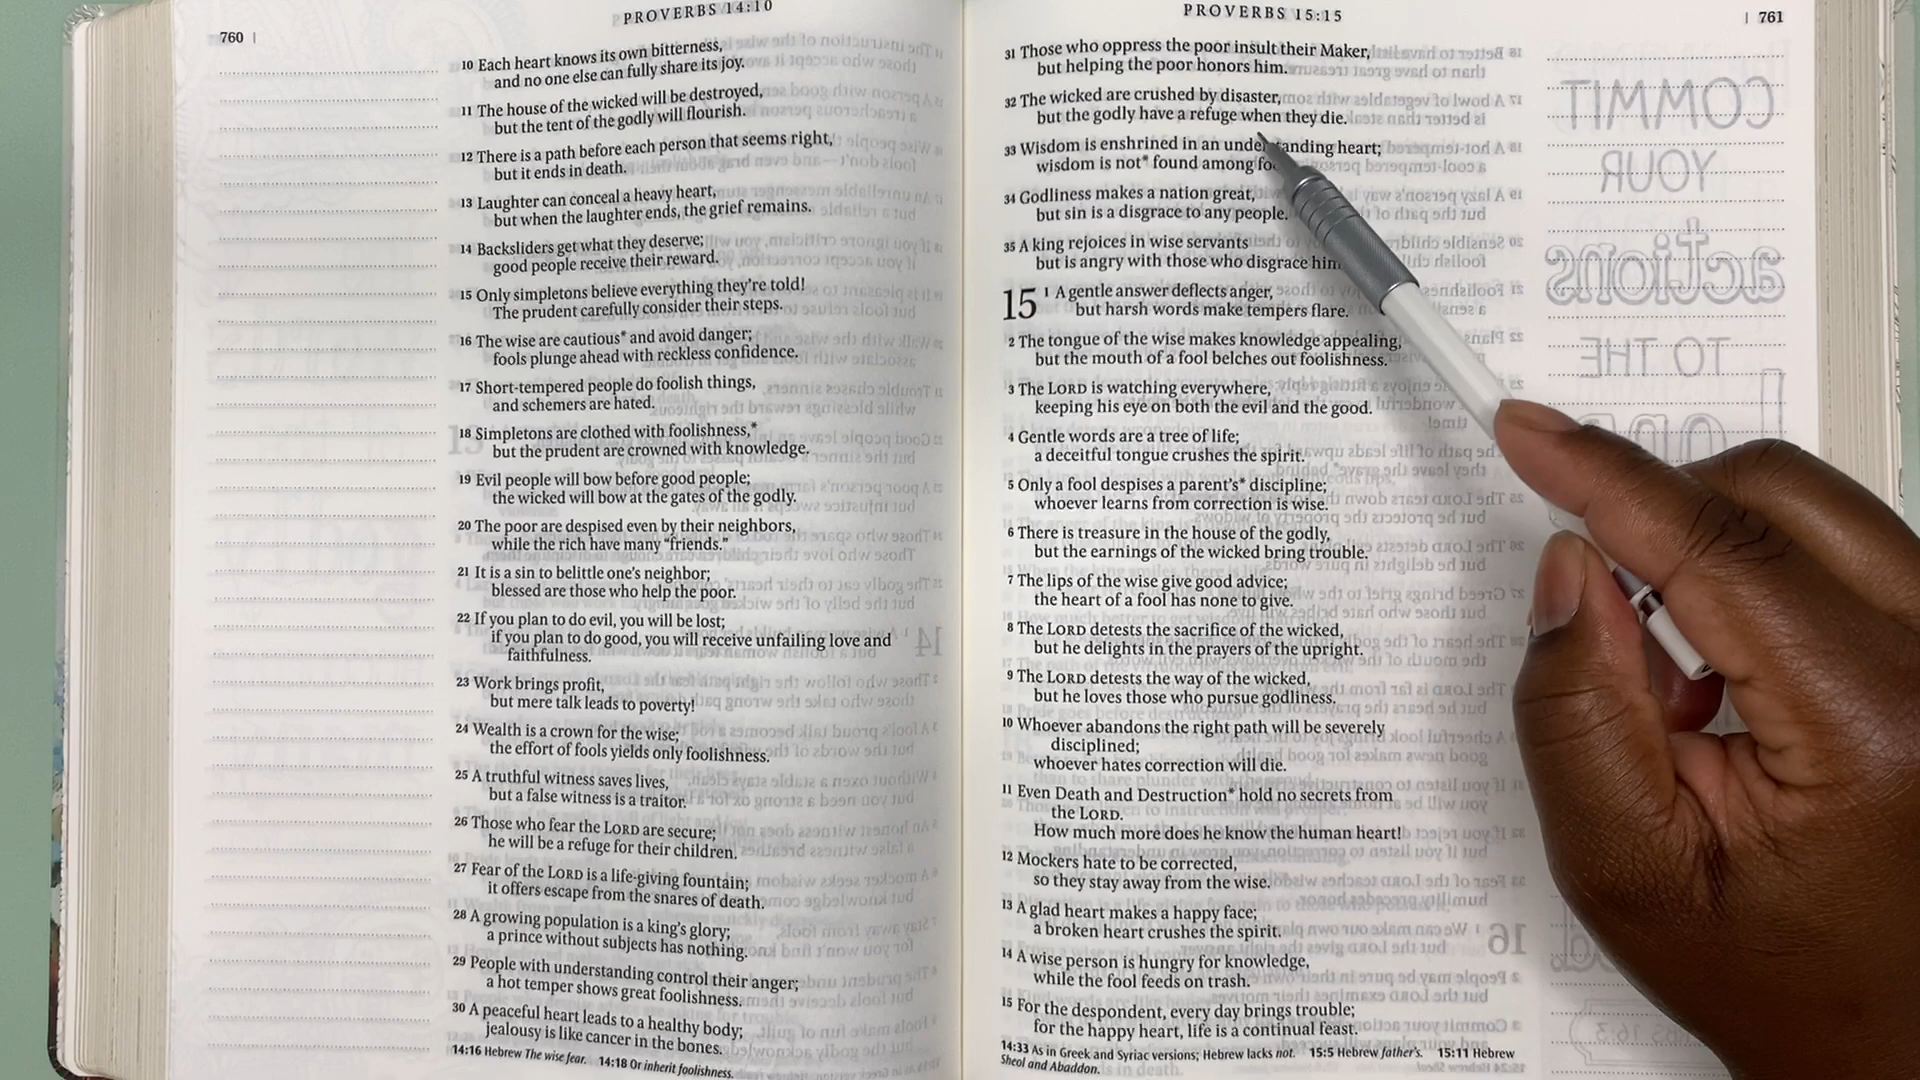 760
PROVERBS 14:10
10 Each heart knows its own bitterness,
and no one else can fully share its joy.
11 The house of the wicked will be destroyed,
but the tent of the godly will flourish.
12 There is a path before each person that seems right,
but it ends in death.
13 Laughter can conceal a heavy heart,
but when the laughter ends, the grief remains.
14 Backsliders get what they deserve;
good people receive their reward.
15 Only simpletons believe everything they're told!
The prudent carefully consider their steps.
16 The wise are cautious* and avoid danger;
fools plunge ahead with reckless confidence.
17 Short-tempered people do foolish things,
and schemers are hated.
18 Simpletons are clothed with foolishness,*
but the prudent are crowned with knowledge.
19 Evil people will bow before good people;
the wicked will bow at the gates of the godly.
20 The poor are despised even by their neighbors,
while the rich have many “friends.”
21 It is a sin to belittle one's neighbor;
blessed are those who help the poor.
22 If you plan to do evil, you will be lost;
if you plan to do good, you will receive unfailing love and
faithfulness.
23 Work brings profit,
but mere talk leads to poverty!
24 Wealth is a crown for the wise;
the effort of fools yields only foolishness.
25 A truthful witness saves lives,
but a false witness is a traitor.
26 Those who fear the LORD are secure;
he will be a refuge for their children.
27 Fear of the LORD is a life-giving fountain;
it offers escape from the snares of death.
28 A growing population is a king's glory;
a prince without subjects has nothing.
29 People with understanding control their anger;
a hot temper shows great foolishness.
30 A peaceful heart leads to a healthy body;
jealousy is like cancer in the bones.
14:16 Hebrew The wise fear. 14:18 Or inherit foolishness.
PROVERBS 15:15
761
31 Those who oppress the poor insult their Maker,
but helping the poor honors him.
32 The wicked are crushed by disaster,
but the godly have a refuge when they die.
33 Wisdom is enshrined in an understanding heart;
wisdom is not* found among
34 Godliness makes a nation great,
but sin is a disgrace to any people.
35 A king rejoices in wise servants
but is angry with those who disgrace him
15 1 A gentle answer deflects anger,
but harsh words make tempers flare.
2 The tongue of the wise makes knowledge appealing,
but the mouth of a fool belches out foolishness.
3 The LORD is watching everywhere,
keeping his eye on both the evil and the good.
4 Gentle words are a tree of life;
a deceitful tongue crushes the spirit.
5 Only a fool despises a parent's* discipline;
whoever learns from correction is wise.
6 There is treasure in the house of the godly,
but the earnings of the wicked bring trouble.
7 The lips of the wise give good advice;
the heart of a fool has none to give.
8 The LORD detests the sacrifice of the wicked,
but he delights in the prayers of the upright.
9 The LORD detests the way of the wicked,
but he loves those who pursue godliness.
10 Whoever abandons the right path will be severely
disciplined;
whoever hates correction will die.
11 Even Death and Destruction* hold no secrets from
the LORD.
How much more does he know the human heart!
12 Mockers hate to be corrected,
so they stay away from the wise.
13 A glad heart makes a happy face;
a broken heart crushes the spirit.
14 A wise person is hungry for knowledge,
while the fool feeds on trash.
15 For the despondent, every day brings trouble;
for the happy heart, life is a continual feast.
14:33 As in Greek and Syriac versions; Hebrew lacks not. 15:5 Hebrew father's. 15:11 Hebrew
Sheol and Abaddon.
COMMIT
YOUR
actions
TO THE